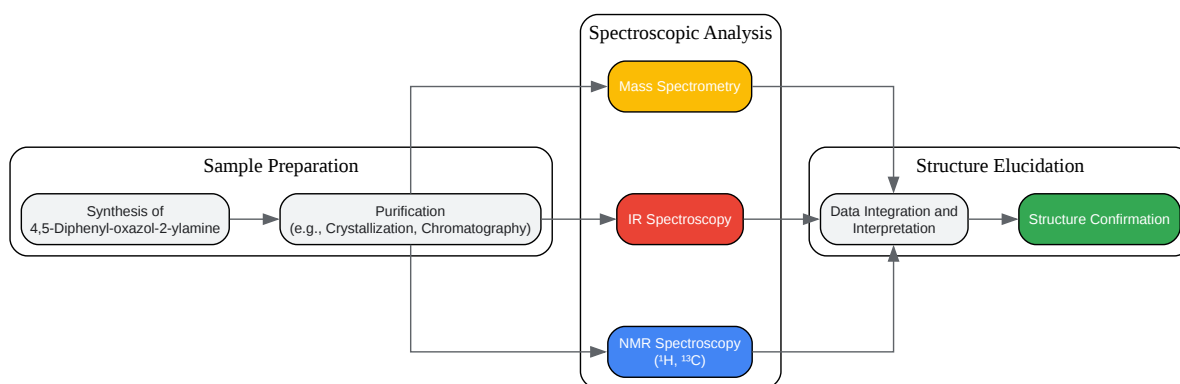 Spectroscopic Analysis
Mass Spectrometry
Sample Preparation
Structure Elucidation
Synthesis of
4,5-Diphenyl-oxazol-2-ylamine
Purification
(e.g., Crystallization, Chromatography)
IR Spectroscopy
Data Integration and
Interpretation
Structure Confirmation
NMR Spectroscopy
(¹H, ¹³C)